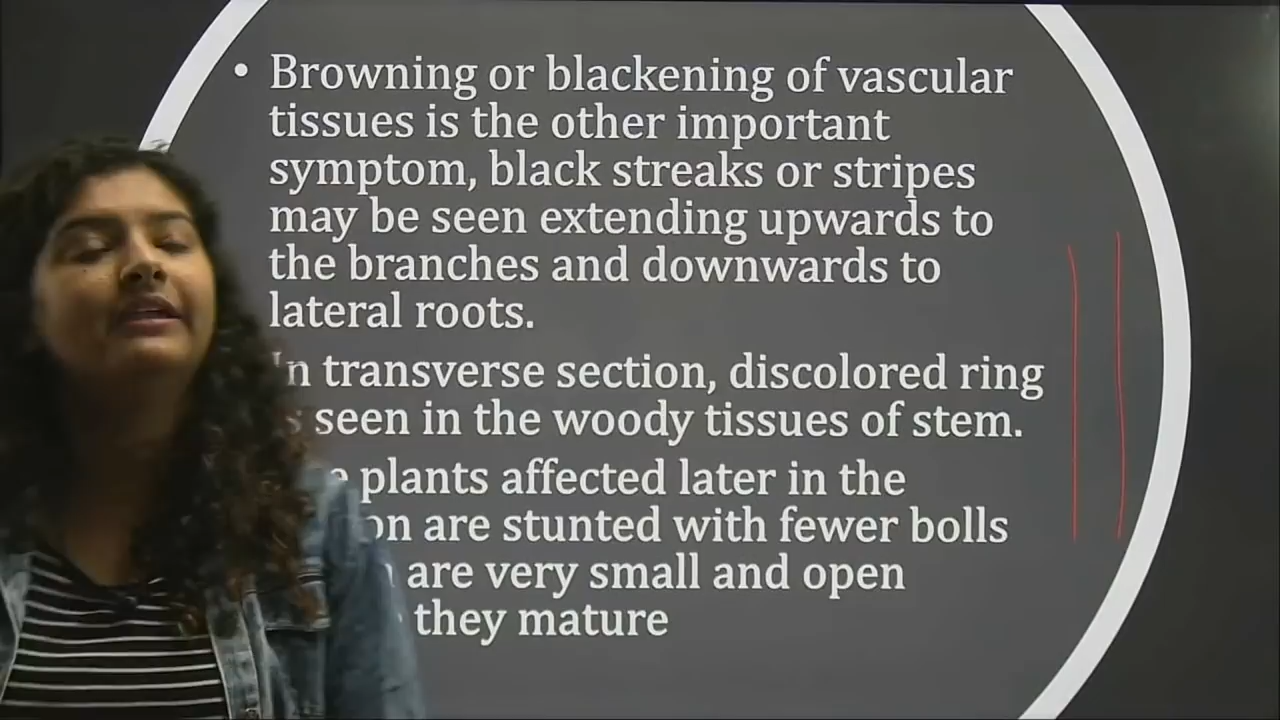 • Browning or blackening of vascular
tissues is the other important
symptom, black streaks or stripes
may be seen extending upwards to
the branches and downwards to
lateral roots.
In transverse section, discolored ring
seen in the woody tissues of stem.
plants affected later in the
are stunted with fewer bolls
are very small and open
they mature